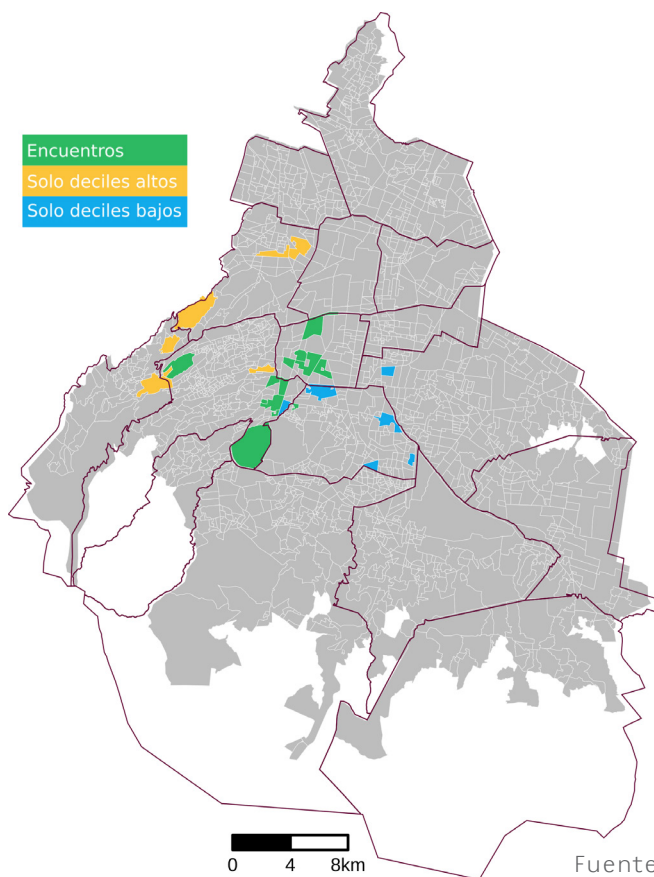 Encuentros
Solo deciles altos
Solo deciles bajos
0 4 8km
Fuente